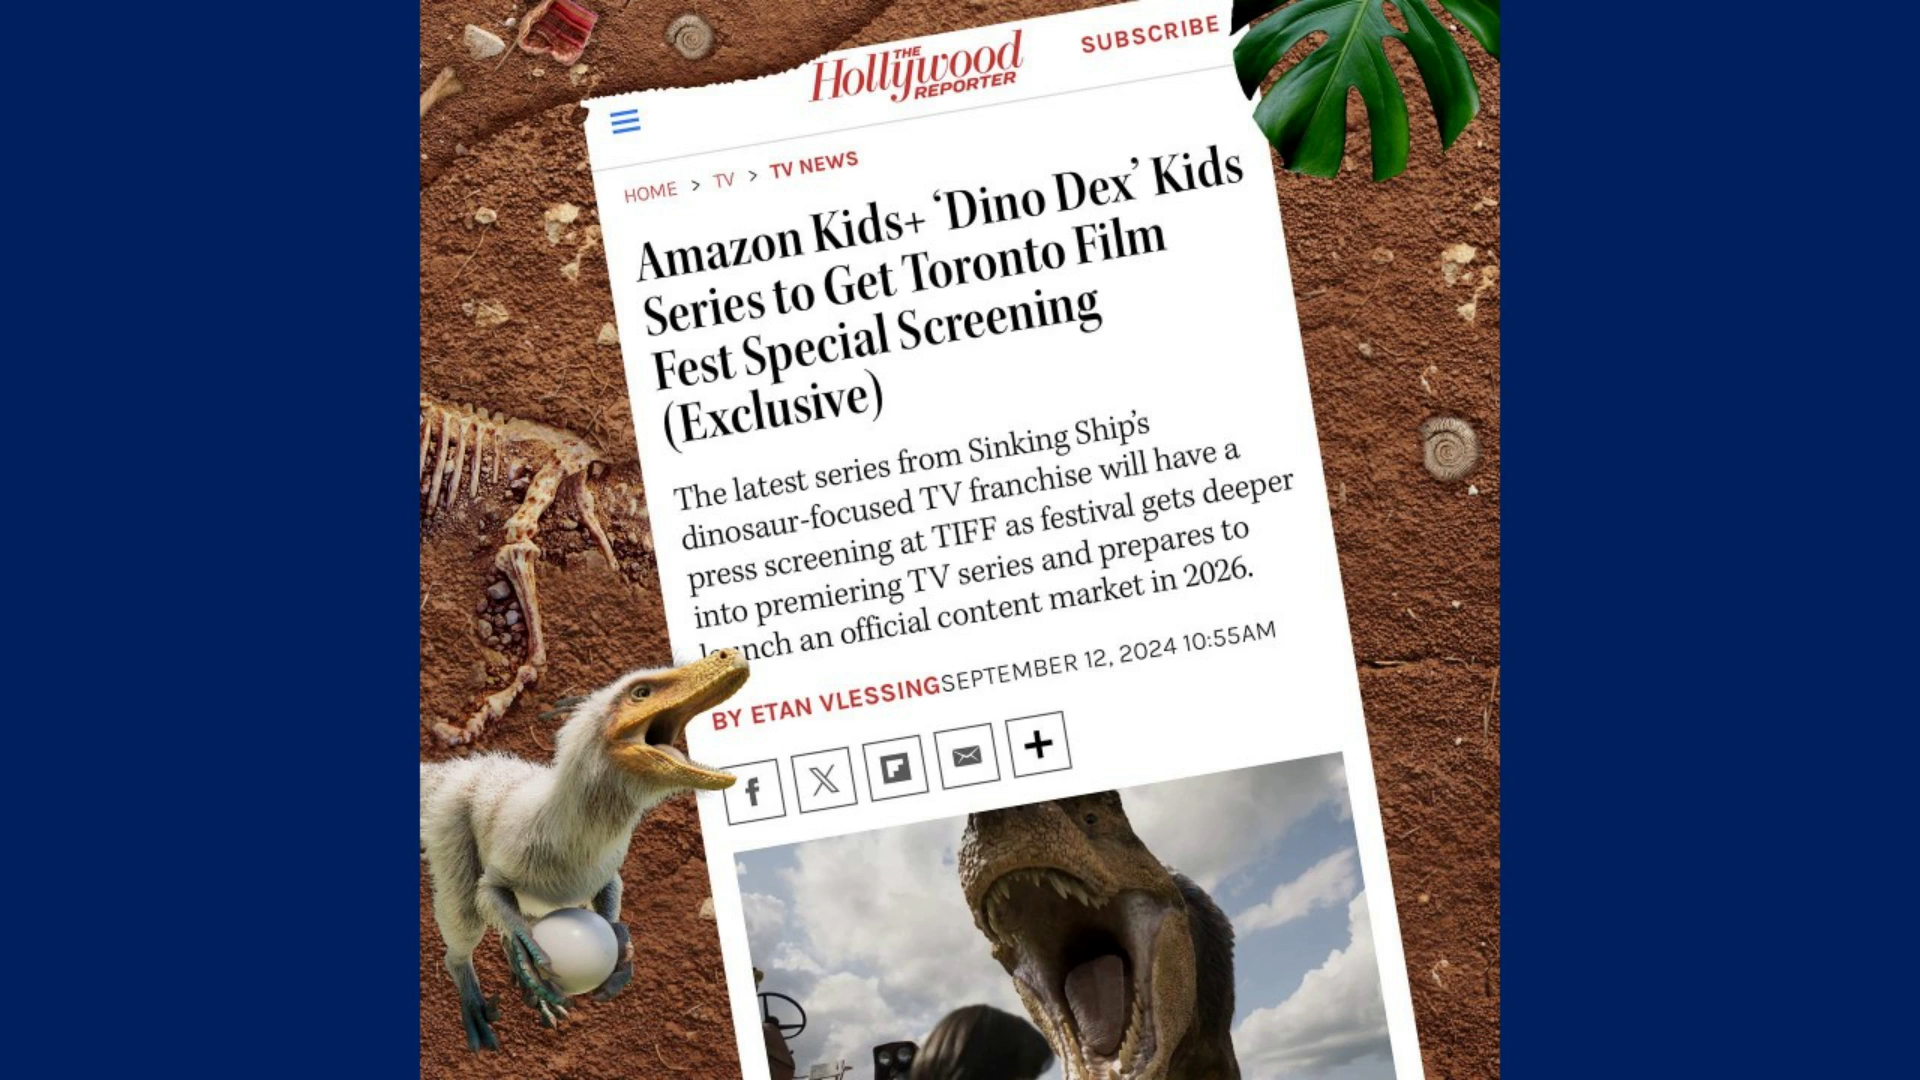 THE
Hollywood
REPORTER
SUBSCRIBE
HOME > TV > TV NEWS
Amazon Kids+ ‘Dino Dex’ Kids
Series to Get Toronto Film
Fest Special Screening
(Exclusive)
The latest series from Sinking Ship’s
dinosaur-focused TV franchise will have a
press screening at TIFF as festival gets deeper
into premiering TV series and prepares to
launch an official content market in 2026.
BY ETAN VLESSING SEPTEMBER 12, 2024 10:55AM